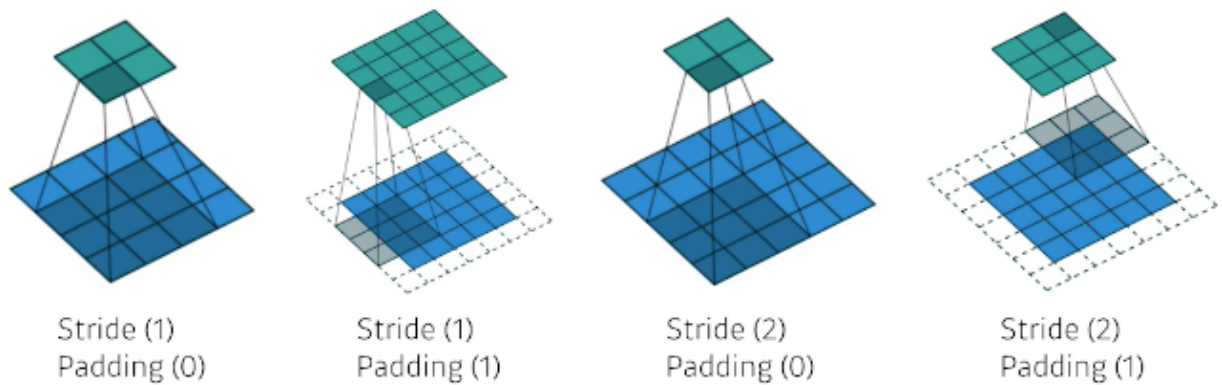 Stride (1)
Padding (0)
Stride (1)
Padding (1)
Stride (2)
Padding (0)
Stride (2)
Padding (1)